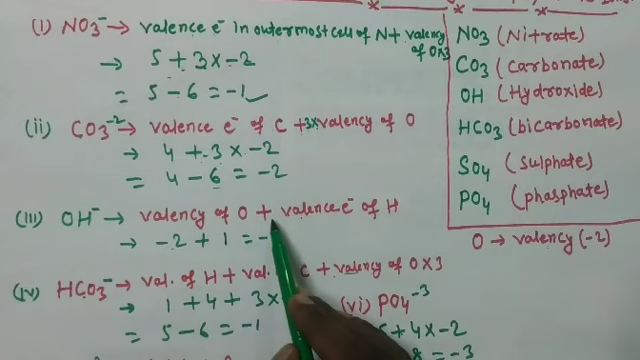 (i) NO3⁻ → valence e⁻ in outermost cell of N + valency of O×3
→ 5 + 3 × -2
= 5 - 6 = -1
(ii) CO3⁻² → valence e⁻ of C + 3× valency of O
→ 4 + 3 × -2
= 4 - 6 = -2
(iii) OH⁻ → valency of O + valence e⁻ of H
→ -2 + 1 = -
(iv) HCO3⁻ → val. of H + val. C + valency of O×3
→ 1 + 4 + 3×
= 5 - 6 = -1
(vi) PO4⁻³
+ 4× -2
= -3
NO3 (Nitrate)
CO3 (carbonate)
OH (Hydroxide)
HCO3 (bicarbonate)
SO4 (sulphate)
PO4 (phosphate)
O → valency (-2)